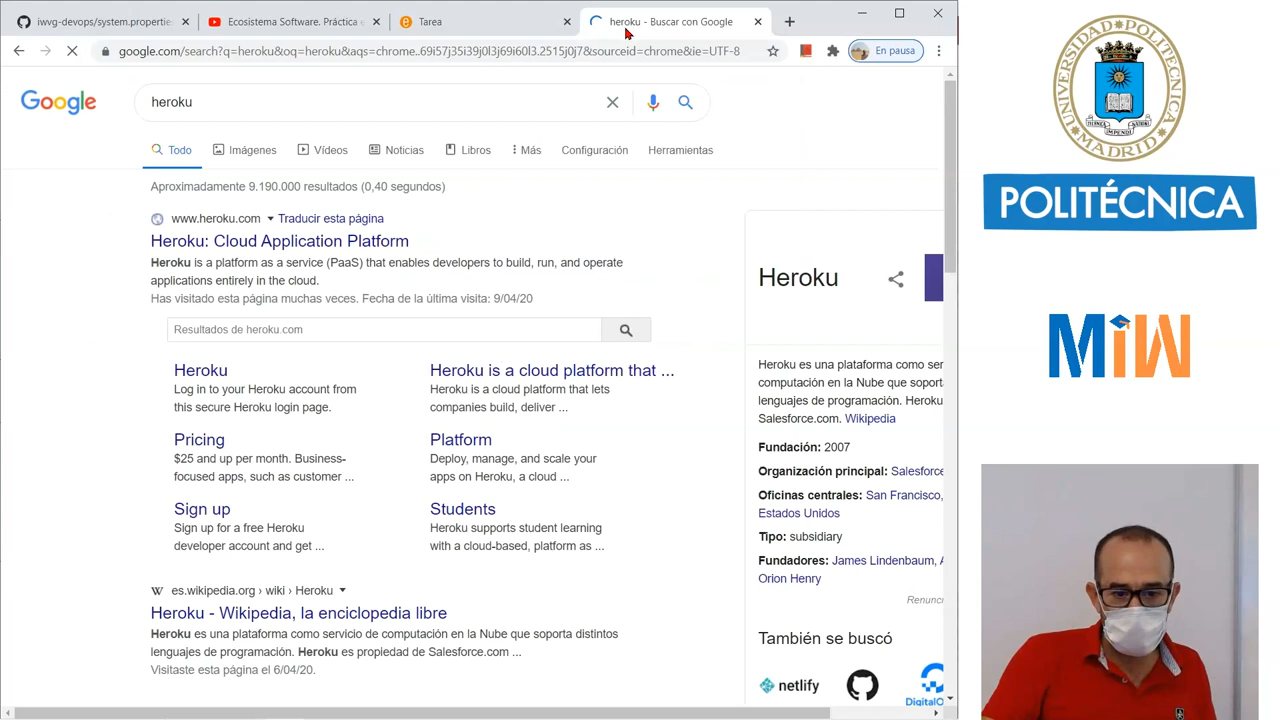 iwvg-devops/system.propertie
Ecosistema Software. Práctica e
Tarea
heroku - Buscar con Google
google.com/search?q=heroku&oq=heroku&aqs=chrome..69i57j35i39j0l3j69i60l3.2515j0j7&sourceid=chrome&ie=UTF-8
En pausa
Google
heroku
Todo
Imágenes
Vídeos
Noticias
Libros
Más
Configuración
Herramientas
Aproximadamente 9.190.000 resultados (0,40 segundos)
www.heroku.com
Traducir esta página
Heroku: Cloud Application Platform
Heroku is a platform as a service (PaaS) that enables developers to build, run, and operate
applications entirely in the cloud.
Has visitado esta página muchas veces. Fecha de la última visita: 9/04/20
Resultados de heroku.com
Heroku
Log in to your Heroku account from
this secure Heroku login page.
Heroku is a cloud platform that ...
Heroku is a cloud platform that lets
companies build, deliver ...
Pricing
$25 and up per month. Business-
focused apps, such as customer ...
Platform
Deploy, manage, and scale your
apps on Heroku, a cloud ...
Sign up
Sign up for a free Heroku
developer account and get ...
Students
Heroku supports student learning
with a cloud-based, platform as ...
W es.wikipedia.org › wiki › Heroku
Heroku - Wikipedia, la enciclopedia libre
Heroku es una plataforma como servicio de computación en la Nube que soporta distintos
lenguajes de programación. Heroku es propiedad de Salesforce.com ...
Visitaste esta página el 6/04/20.
Heroku
Heroku es una plataforma como ser
computación en la Nube que soport
lenguajes de programación. Heroku
Salesforce.com. Wikipedia
Fundación: 2007
Organización principal: Salesforce
Oficinas centrales: San Francisco,
Estados Unidos
Tipo: subsidiary
Fundadores: James Lindenbaum, A
Orion Henry
Renunc
También se buscó
netlify
DigitalO
UNIVERSIDAD POLITÉCNICA
MADRID
POLITÉCNICA
MiW